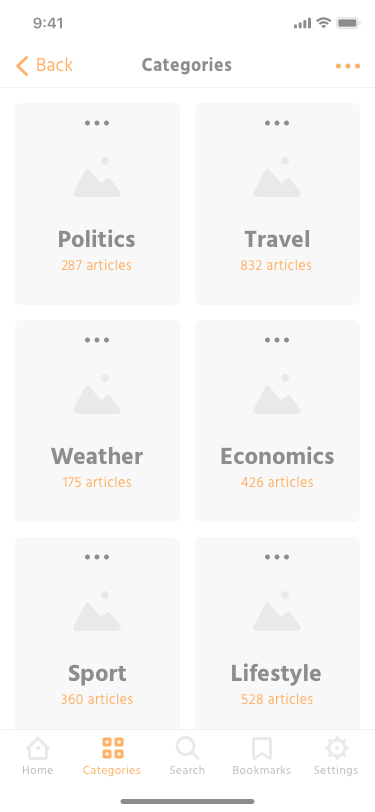 9:41
Back
Categories
Politics
287 articles
Travel
832 articles
Weather
175 articles
Economics
426 articles
Sport
360 articles
Lifestyle
528 articles
Home
Categories
Search
Bookmarks
Settings